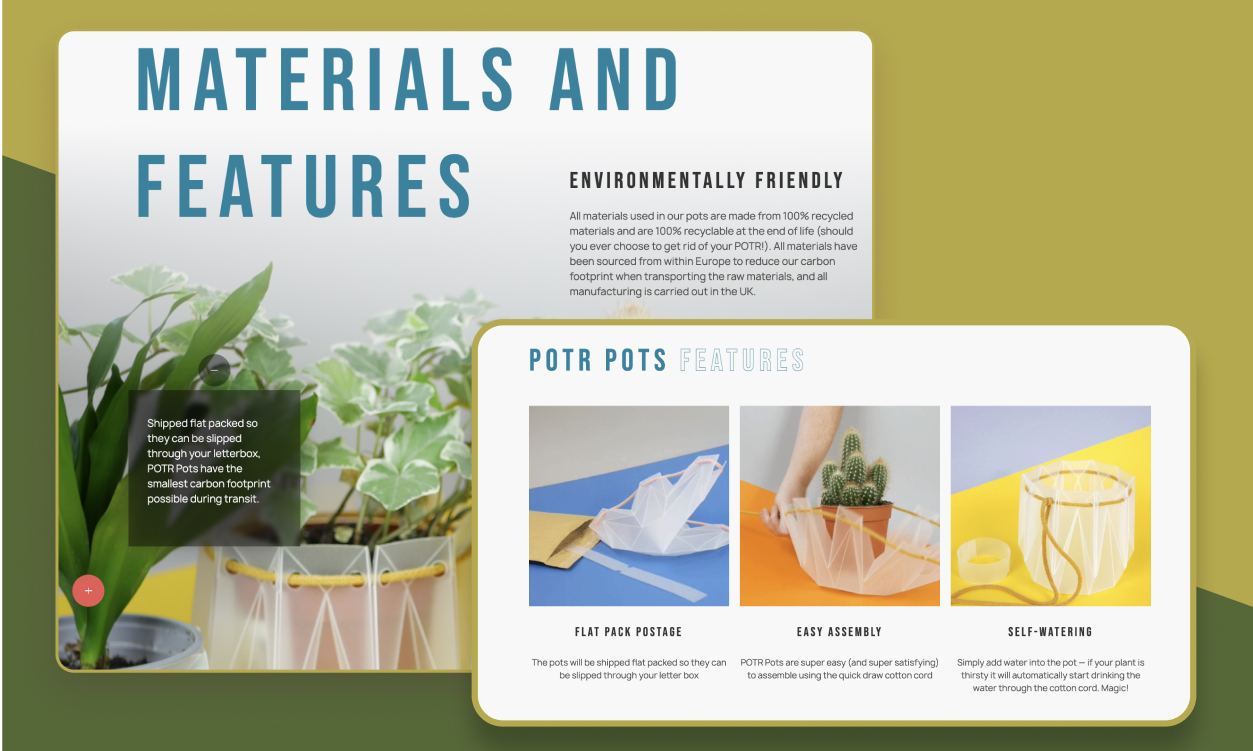 MATERIALS AND
FEATURES
ENVIRONMENTALLY FRIENDLY
All materials used in our pots are made from 100% recycled
materials and are 100% recyclable at the end of life (should
you ever choose to get rid of your POTR!). All materials have
been sourced from within Europe to reduce our carbon
footprint when transporting the raw materials, and all
manufacturing is carried out in the UK.
Shipped flat packed so
they can be slipped
through your letterbox,
POTR Pots have the
smallest carbon footprint
possible during transit.
POTR POTS FEATURES
FLAT PACK POSTAGE
The pots will be shipped flat packed so they can
be slipped through your letter box
EASY ASSEMBLY
POTR Pots are super easy (and super satisfying)
to assemble using the quick draw cotton cord
SELF-WATERING
Simply add water into the pot — if your plant is
thirsty it will automatically start drinking the
water through the cotton cord. Magic!